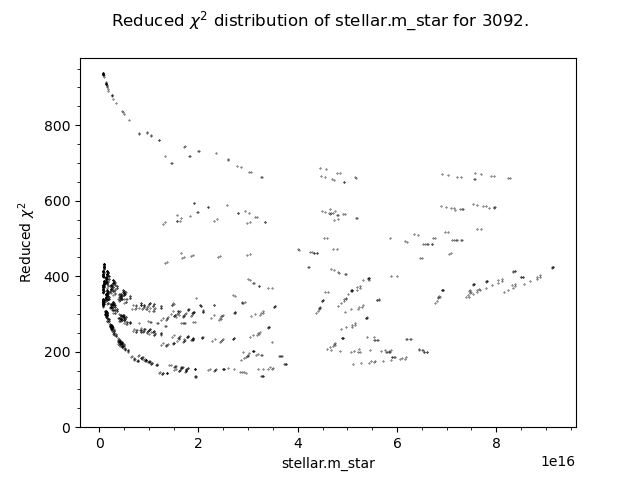 Reduced χ² distribution of stellar.m_star for 3092.
Reduced χ²
800
600
400
200
0
0 2 4 6 8
1e16
stellar.m_star